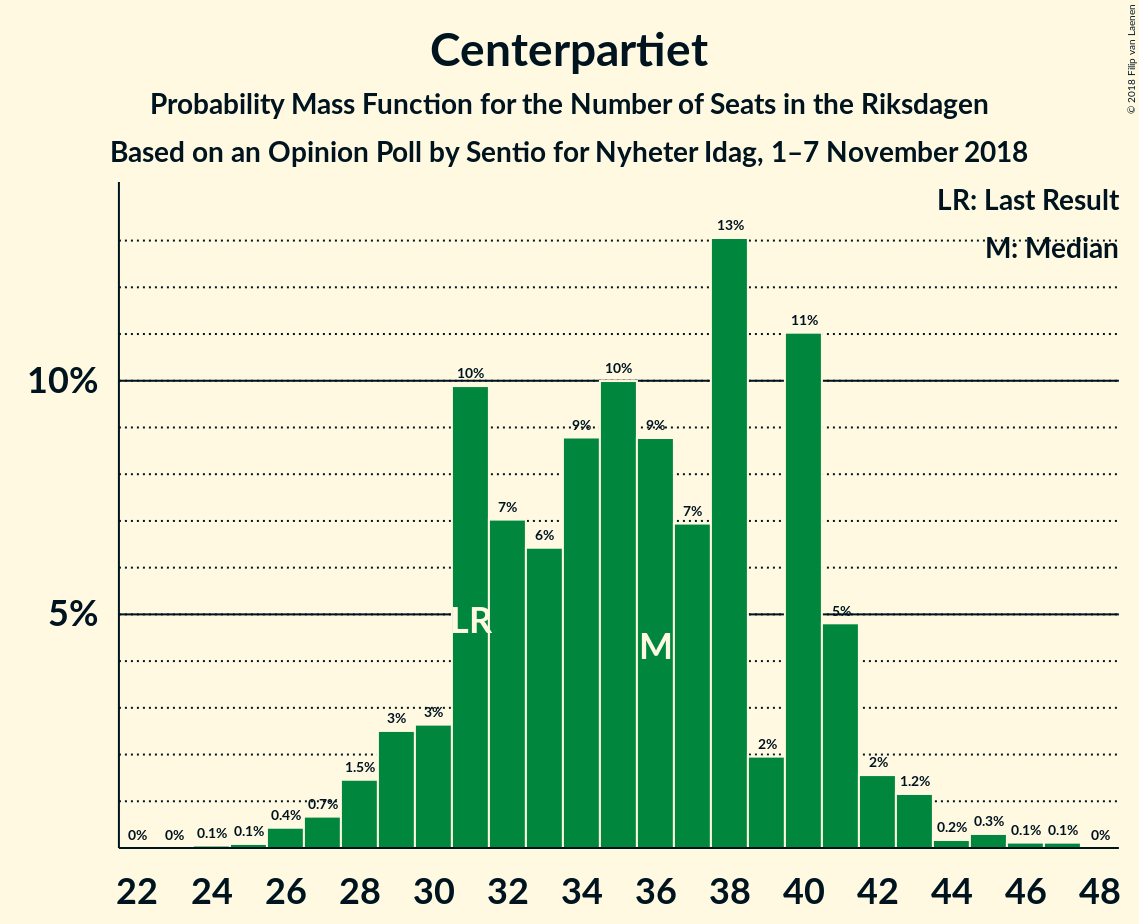 Centerpartiet
Probability Mass Function for the Number of Seats in the Riksdagen
Based on an Opinion Poll by Sentio for Nyheter Idag, 1–7 November 2018
© 2018 Filip van Laenen
LR: Last Result
M: Median
10%
5%
0% 0% 0.1% 0.1% 0.4% 0.7% 1.5% 3% 3% 10% 7% 6% 9% 10% 9% 7% 13% 2% 11% 5% 2% 1.2% 0.2% 0.3% 0.1% 0.1% 0%
LR
M
22 24 26 28 30 32 34 36 38 40 42 44 46 48